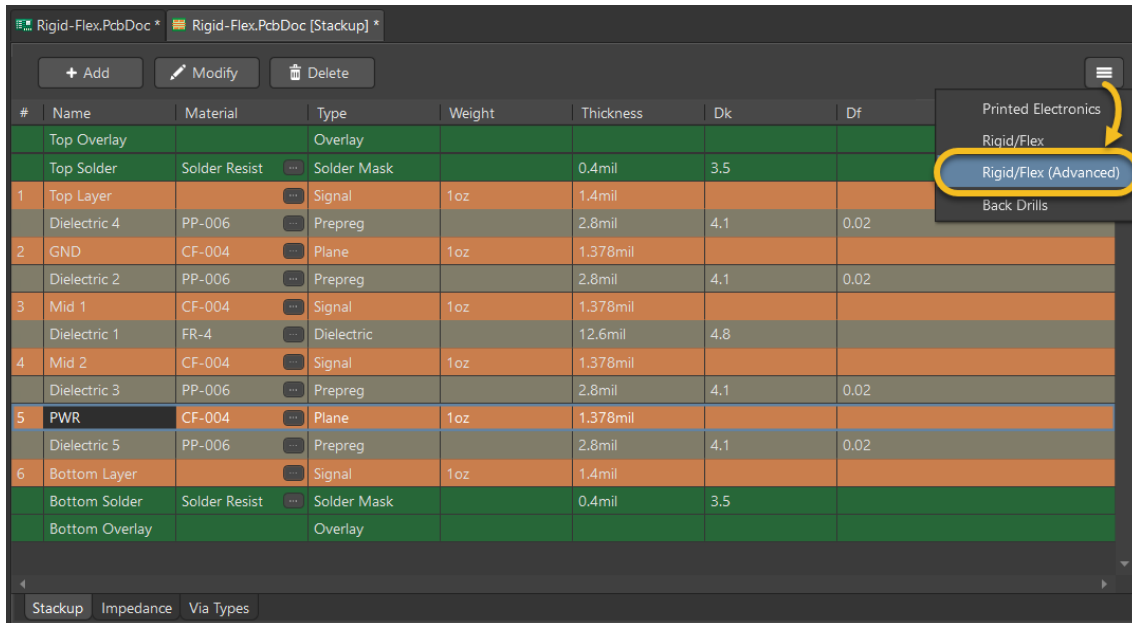 Rigid-Flex.PcbDoc * Rigid-Flex.PcbDoc [Stackup] *
+ Add Modify Delete
# Name Material Type Weight Thickness Dk Df
Printed Electronics
Rigid/Flex
Rigid/Flex (Advanced)
Back Drills
Top Overlay Overlay
Top Solder Solder Resist ... Solder Mask 0.4mil 3.5
1 Top Layer ... Signal 1oz 1.4mil
Dielectric 4 PP-006 ... Prepreg 2.8mil 4.1 0.02
2 GND CF-004 ... Plane 1oz 1.378mil
Dielectric 2 PP-006 ... Prepreg 2.8mil 4.1 0.02
3 Mid 1 CF-004 ... Signal 1oz 1.378mil
Dielectric 1 FR-4 ... Dielectric 12.6mil 4.8
4 Mid 2 CF-004 ... Signal 1oz 1.378mil
Dielectric 3 PP-006 ... Prepreg 2.8mil 4.1 0.02
5 PWR CF-004 ... Plane 1oz 1.378mil
Dielectric 5 PP-006 ... Prepreg 2.8mil 4.1 0.02
6 Bottom Layer ... Signal 1oz 1.4mil
Bottom Solder Solder Resist ... Solder Mask 0.4mil 3.5
Bottom Overlay Overlay
Stackup Impedance Via Types